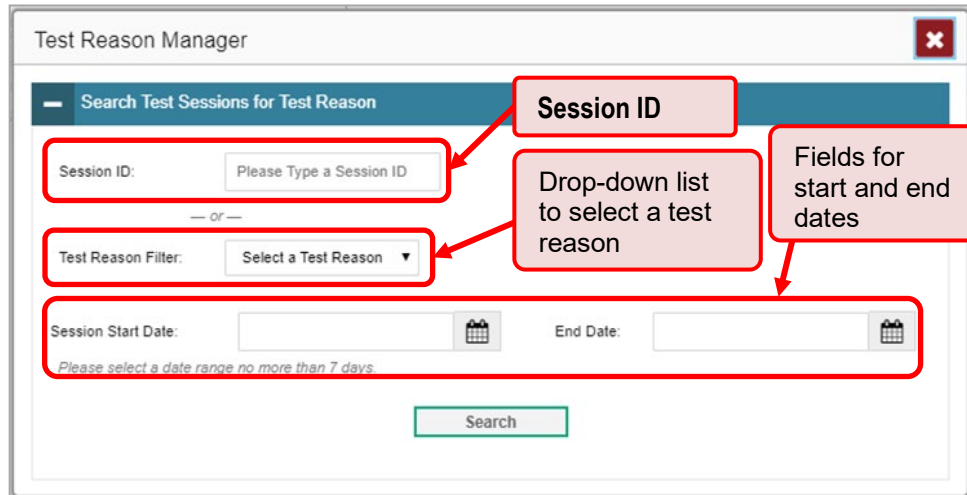 Test Reason Manager
Search Test Sessions for Test Reason
Session ID
Session ID:
Please Type a Session ID
Drop-down list
to select a test
reason
Fields for
start and end
dates
— or —
Test Reason Filter:
Select a Test Reason
Session Start Date:
End Date:
Please select a date range no more than 7 days.
Search